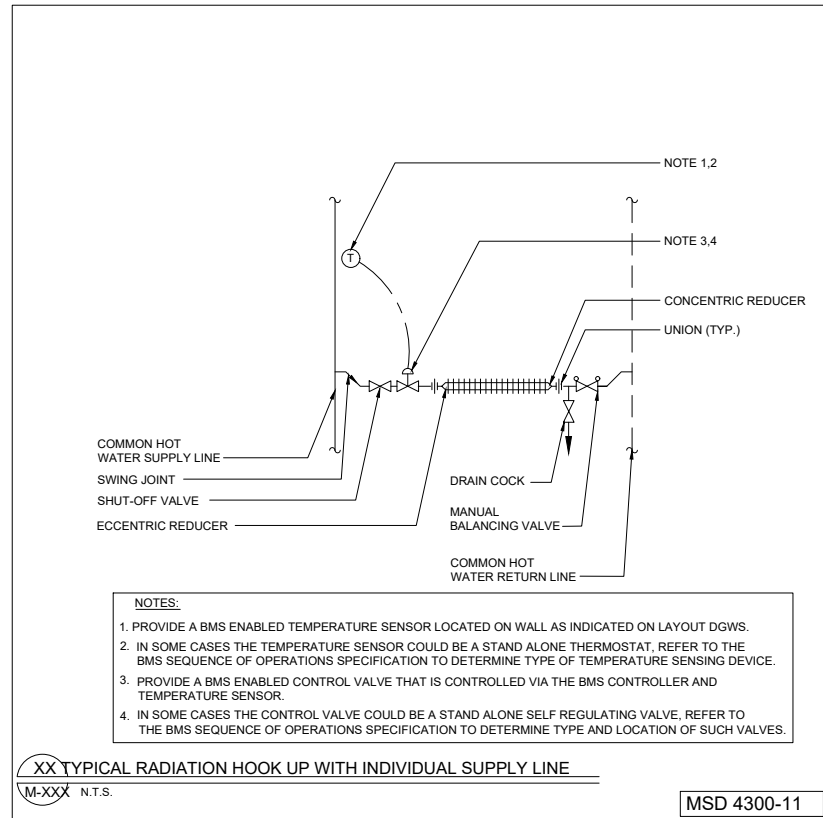 NOTE 1,2
T
NOTE 3,4
CONCENTRIC REDUCER
UNION (TYP.)
COMMON HOT
WATER SUPPLY LINE
SWING JOINT
SHUT-OFF VALVE
ECCENTRIC REDUCER
DRAIN COCK
MANUAL
BALANCING VALVE
COMMON HOT
WATER RETURN LINE
NOTES:
1. PROVIDE A BMS ENABLED TEMPERATURE SENSOR LOCATED ON WALL AS INDICATED ON LAYOUT DGWS.
2. IN SOME CASES THE TEMPERATURE SENSOR COULD BE A STAND ALONE THERMOSTAT, REFER TO THE
BMS SEQUENCE OF OPERATIONS SPECIFICATION TO DETERMINE TYPE OF TEMPERATURE SENSING DEVICE.
3. PROVIDE A BMS ENABLED CONTROL VALVE THAT IS CONTROLLED VIA THE BMS CONTROLLER AND
TEMPERATURE SENSOR.
4. IN SOME CASES THE CONTROL VALVE COULD BE A STAND ALONE SELF REGULATING VALVE, REFER TO
THE BMS SEQUENCE OF OPERATIONS SPECIFICATION TO DETERMINE TYPE AND LOCATION OF SUCH VALVES.
XX TYPICAL RADIATION HOOK UP WITH INDIVIDUAL SUPPLY LINE
M-XXX N.T.S.
MSD 4300-11